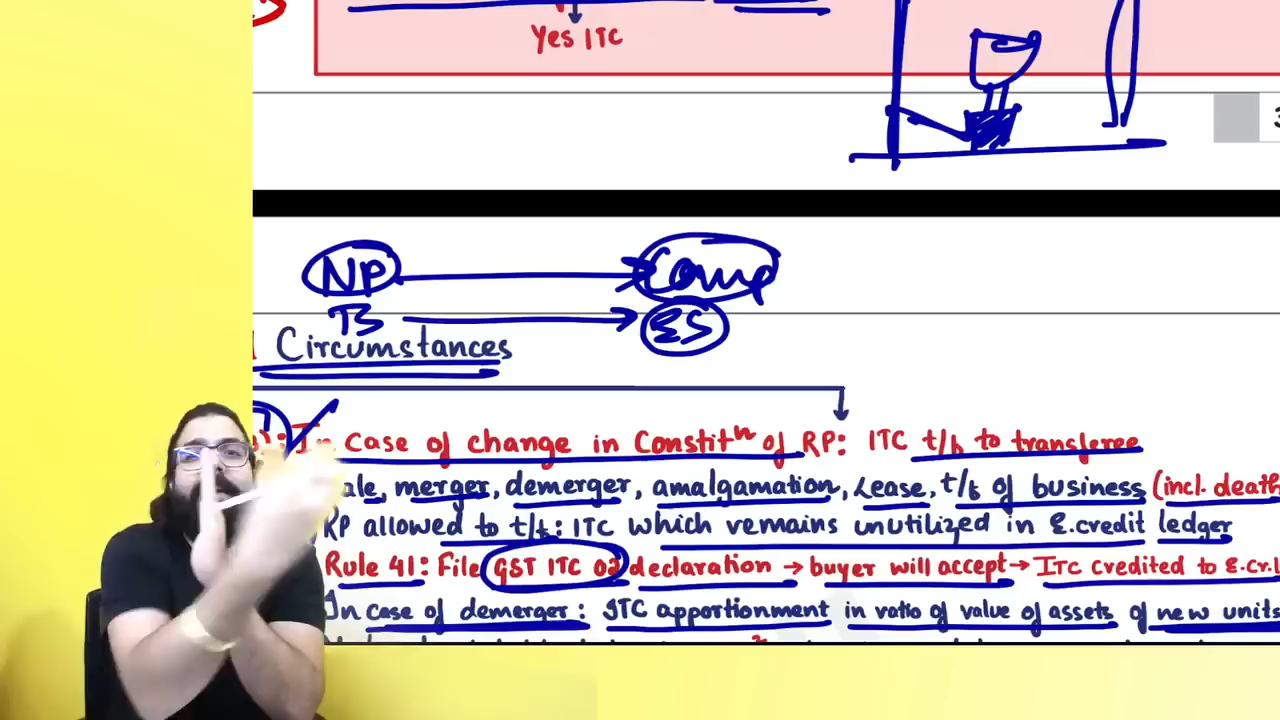 Yes ITC
3
NP Comp
TS ES
Circumstances
: In case of change in Constitⁿ of RP: ITC t/f to transferee
ale, merger, demerger, amalgamation, Lease, t/f of business (incl. death
RP allowed to t/f: ITC which remains unutilized in E.credit ledger
Rule 41: File GST ITC 02 declaration → buyer will accept → ITC credited to E.Cr.L
In case of demerger: ITC apportionment in ratio of value of assets of new units